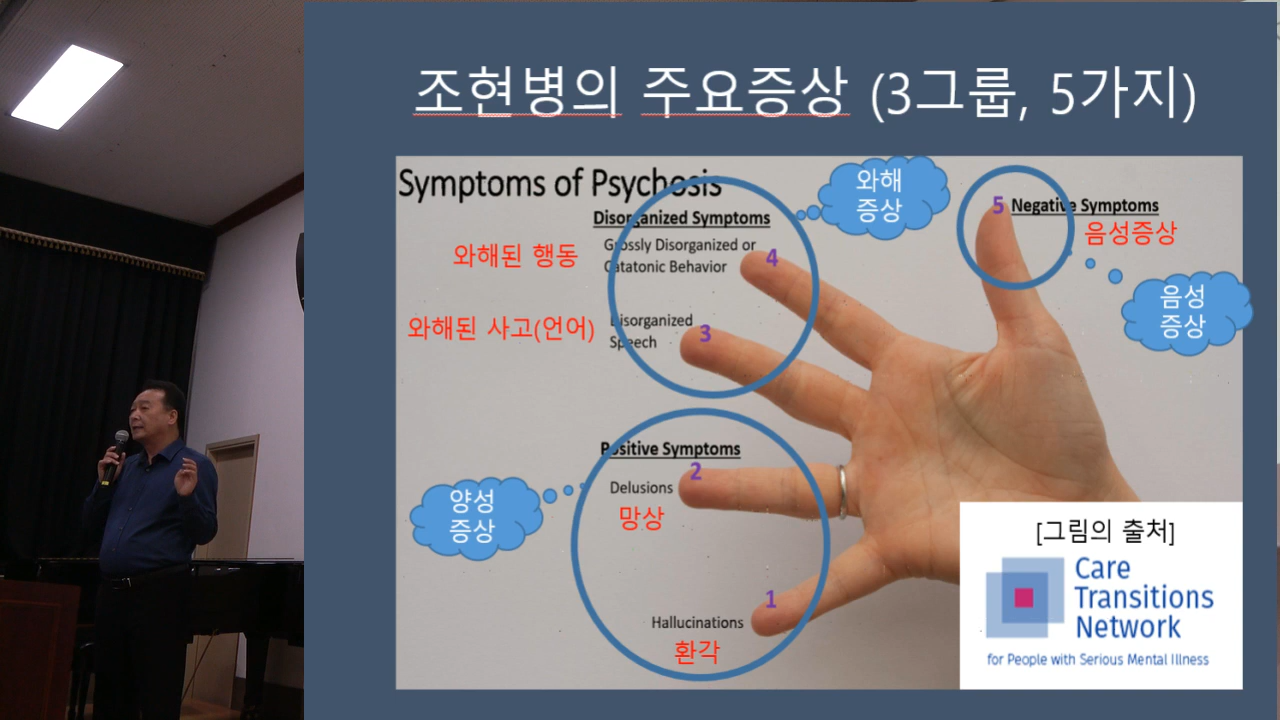 조현병의 주요증상 (3그룹, 5가지)
Symptoms of Psychosis
Disorganized Symptoms
Grossly Disorganized or
Catatonic Behavior
4
와해된 행동
와해
증상
Disorganized
Speech
3
와해된 사고(언어)
5
Negative Symptoms
음성증상
음성
증상
Positive Symptoms
2
Delusions
망상
양성
증상
1
Hallucinations
환각
[그림의 출처]
Care
Transitions
Network
for People with Serious Mental Illness